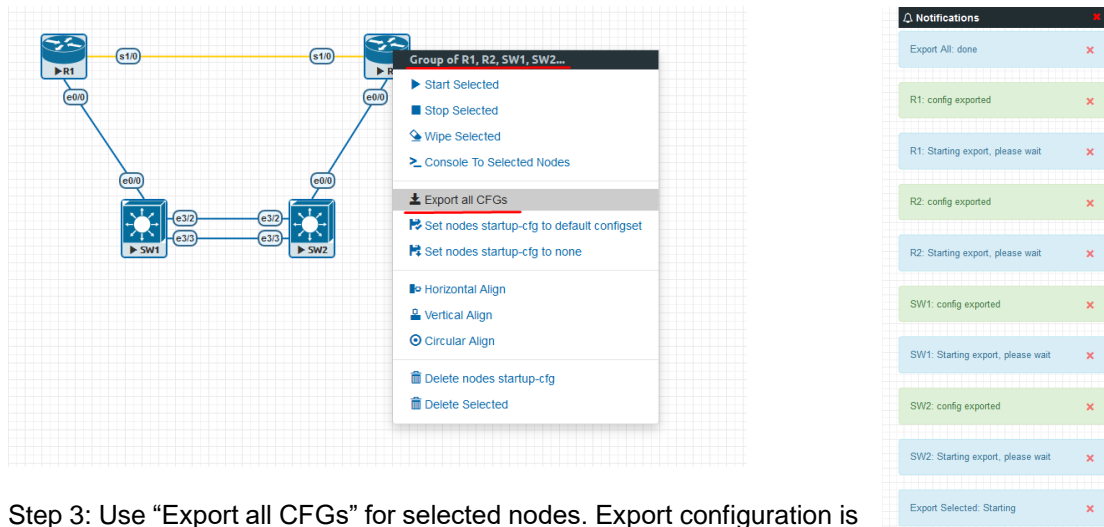 s1/0
s1/0
R1
R
e0/0
e0/0
e0/0
e0/0
e3/2
e3/2
e3/3
e3/3
SW1
SW2
Group of R1, R2, SW1, SW2...
Start Selected
Stop Selected
Wipe Selected
Console To Selected Nodes
Export all CFGs
Set nodes startup-cfg to default configset
Set nodes startup-cfg to none
Horizontal Align
Vertical Align
Circular Align
Delete nodes startup-cfg
Delete Selected
Notifications
Export All: done
R1: config exported
R1: Starting export, please wait
R2: config exported
R2: Starting export, please wait
SW1: config exported
SW1: Starting export, please wait
SW2: config exported
SW2: Starting export, please wait
Export Selected: Starting
Step 3: Use “Export all CFGs” for selected nodes. Export configuration is